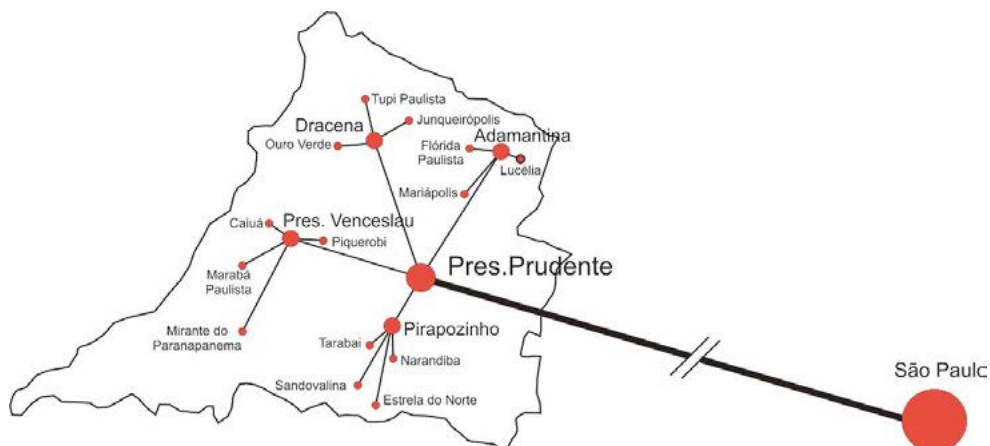 Tupi Paulista
Junqueirópolis
Dracena
Ouro Verde
Adamantina
Flórida
Paulista
Lucélia
Mariápolis
Caiuá
Pres. Venceslau
Piquerobi
Marabá
Paulista
Pres.Prudente
Mirante do
Paranapanema
Pirapozinho
Tarabai
Narandiba
Sandovalina
Estrela do Norte
São Paulo